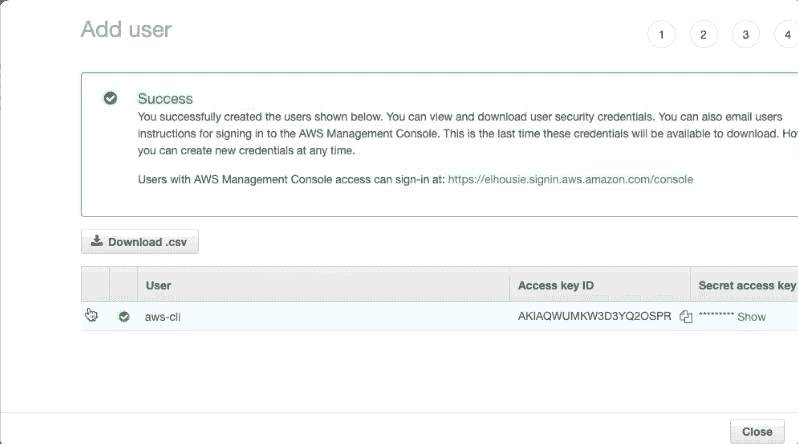 Add user
1 2 3 4
Success
You successfully created the users shown below. You can view and download user security credentials. You can also email users
instructions for signing in to the AWS Management Console. This is the last time these credentials will be available to download. Ho
you can create new credentials at any time.
Users with AWS Management Console access can sign-in at: https://elhousie.signin.aws.amazon.com/console
Download .csv
User Access key ID Secret access key
aws-cli AKIAQWUMKW3D3YQ2OSPR ********* Show
Close